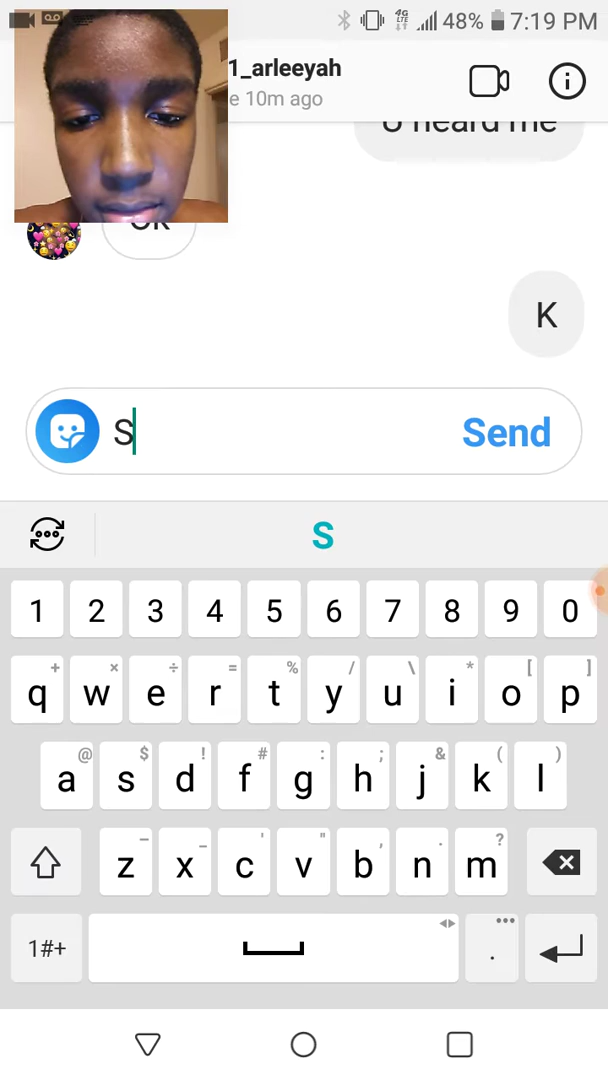 48% 7:19 PM
1_arleeyah
e 10m ago
U heard me
OK
K
S Send
S
1 2 3 4 5 6 7 8 9 0
+ × ÷ = % / \ * [ ]
q w e r t y u i o p
@ $ ! # : ; & ( )
a s d f g h j k l
– _ ' " , . ?
z x c v b n m
1#+ .